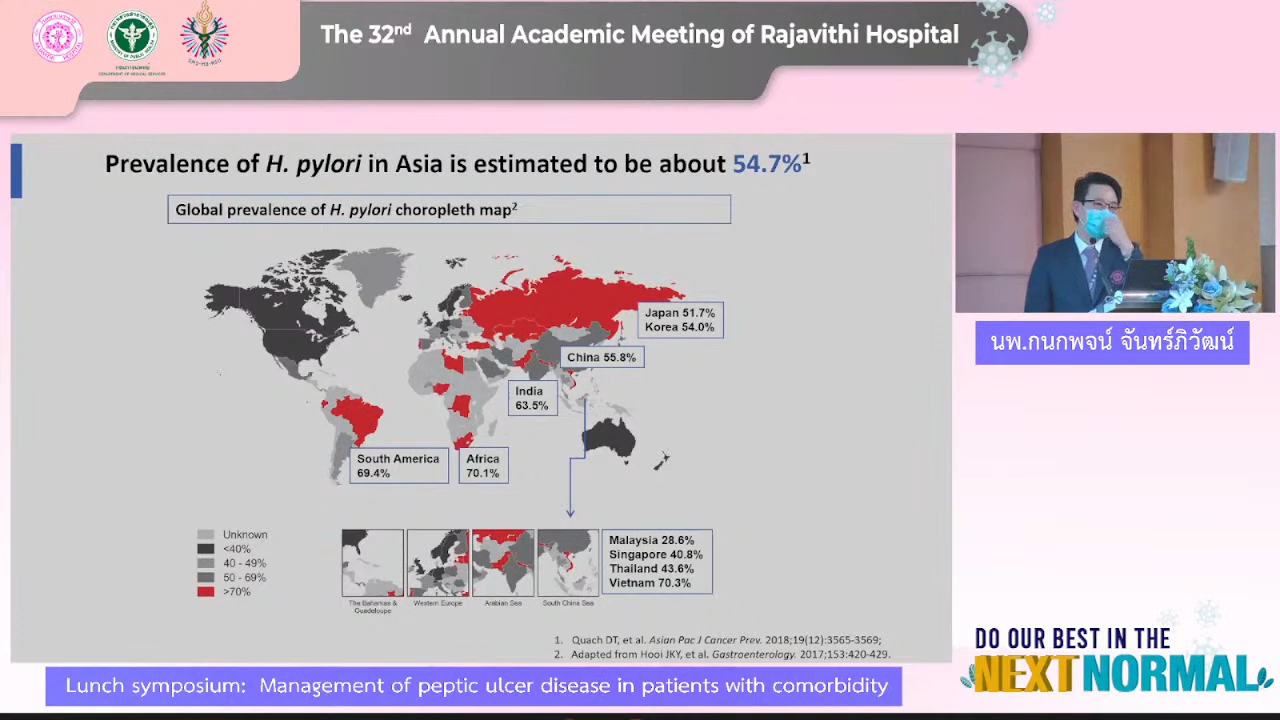 The 32nd Annual Academic Meeting of Rajavithi Hospital
Prevalence of H. pylori in Asia is estimated to be about 54.7%1
Global prevalence of H. pylori choropleth map2
Japan 51.7%
Korea 54.0%
China 55.8%
India
63.5%
South America
69.4%
Africa
70.1%
Unknown
<40%
40 - 49%
50 - 69%
>70%
The Bahamas &
Guadeloupe
Western Europe
Arabian Sea
South China Sea
Malaysia 28.6%
Singapore 40.8%
Thailand 43.6%
Vietnam 70.3%
1. Quach DT, et al. Asian Pac J Cancer Prev. 2018;19(12):3565-3569;
2. Adapted from Hooi JKY, et al. Gastroenterology. 2017;153:420-429.
นพ.กนกพจน์ จันทร์ภิวัฒน์
DO OUR BEST IN THE
NEXT NORMAL
Lunch symposium: Management of peptic ulcer disease in patients with comorbidity